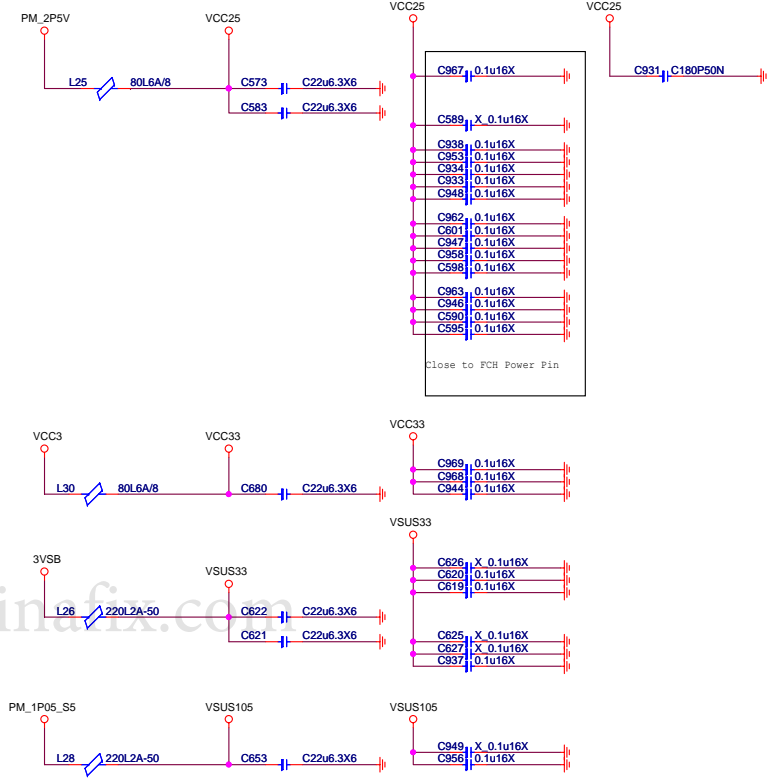 PM_2P5V
VCC25
VCC25
VCC25
L25 80L6A/8
C573 C22u6.3X6
C583 C22u6.3X6
C967 0.1u16X
C931 C180P50N
C589 X_0.1u16X
C938 0.1u16X
C953 0.1u16X
C934 0.1u16X
C933 0.1u16X
C948 0.1u16X
C962 0.1u16X
C601 0.1u16X
C947 0.1u16X
C958 0.1u16X
C598 0.1u16X
C963 0.1u16X
C946 0.1u16X
C590 0.1u16X
C595 0.1u16X
Close to FCH Power Pin
VCC3
VCC33
VCC33
L30 80L6A/8
C680 C22u6.3X6
C969 0.1u16X
C968 0.1u16X
C944 0.1u16X
3VSB
VSUS33
VSUS33
L26 220L2A-50
C622 C22u6.3X6
C621 C22u6.3X6
C626 X_0.1u16X
C620 0.1u16X
C619 0.1u16X
C625 X_0.1u16X
C627 X_0.1u16X
C937 0.1u16X
inafix.com
PM_1P05_S5
VSUS105
VSUS105
L28 220L2A-50
C653 C22u6.3X6
C949 X_0.1u16X
C956 0.1u16X